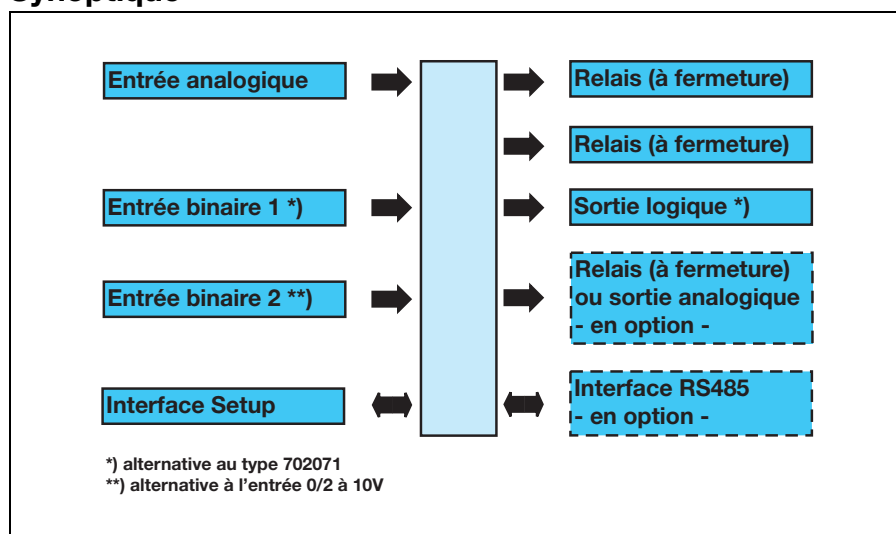 Synoptique
Entrée analogique
Relais (à fermeture)
Relais (à fermeture)
Entrée binaire 1 *)
Sortie logique *)
Entrée binaire 2 **)
Relais (à fermeture)
ou sortie analogique
- en option -
Interface Setup
Interface RS485
- en option -
*) alternative au type 702071
**) alternative à l'entrée 0/2 à 10V